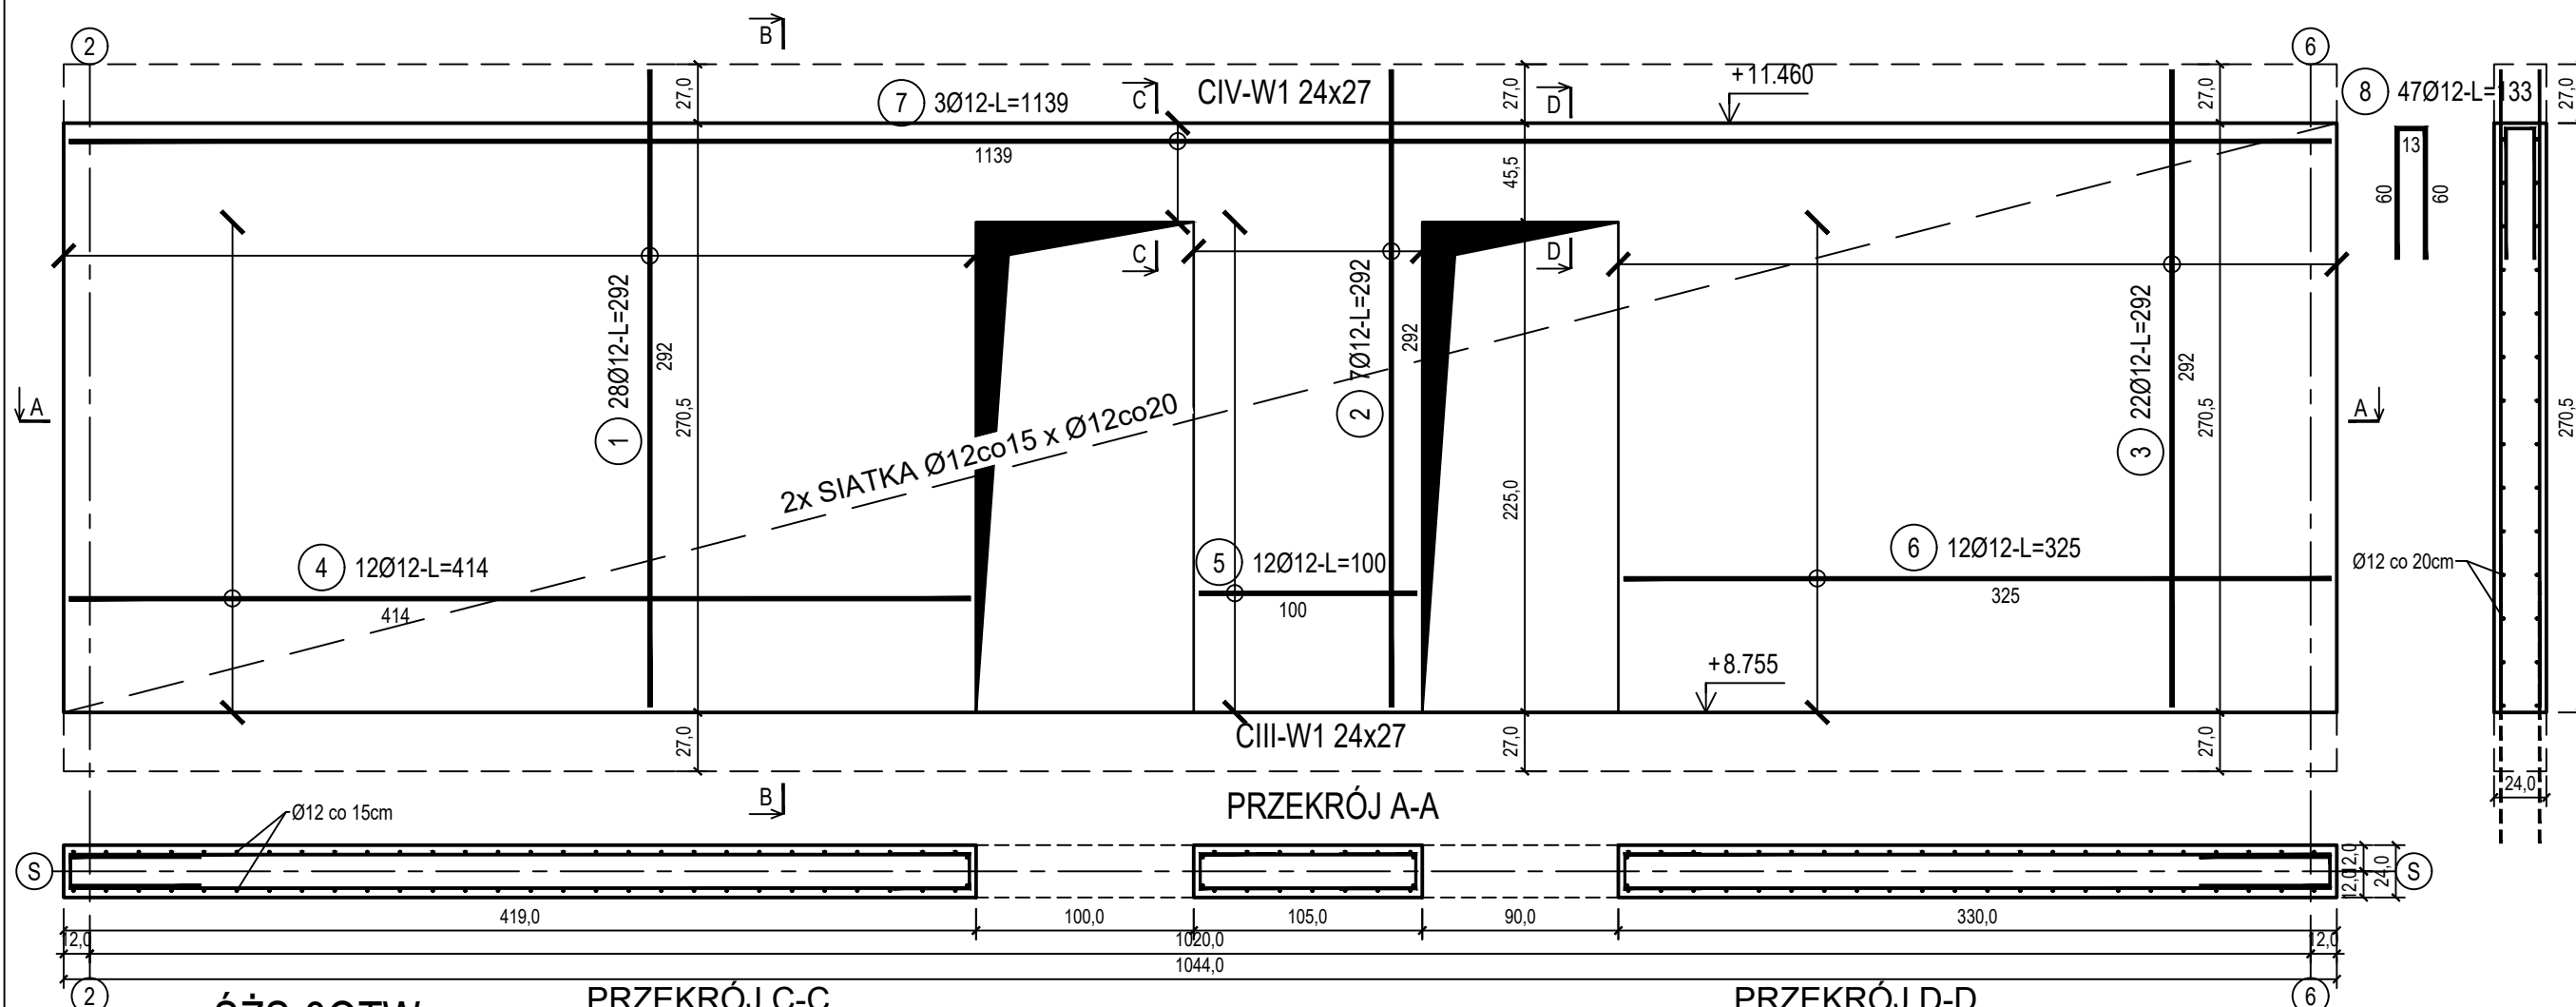 2
B
6
7 3Ø12-L=1139
C
CIV-W1 24x27
D
+11.460
8 47Ø12-L=133
27,0
27,0
27,0
27,0
1139
45,5
13
60
60
C
D
1 28Ø12-L=292
292
270,5
2 7Ø12-L=292
292
3 22Ø12-L=292
292
270,5
270,5
A
A
2x SIATKA Ø12co15 x Ø12co20
225,0
4 12Ø12-L=414
414
5 12Ø12-L=100
100
6 12Ø12-L=325
325
Ø12 co 20cm
+8.755
27,0
CIII-W1 24x27
27,0
27,0
24,0
B
PRZEKRÓJ A-A
Ø12 co 15cm
S
12,0
12,0
24,0
S
419,0
100,0
105,0
90,0
330,0
12,0
1020,0
12,0
1044,0
2
PRZEKRÓJ C-C
PRZEKRÓJ D-D
6